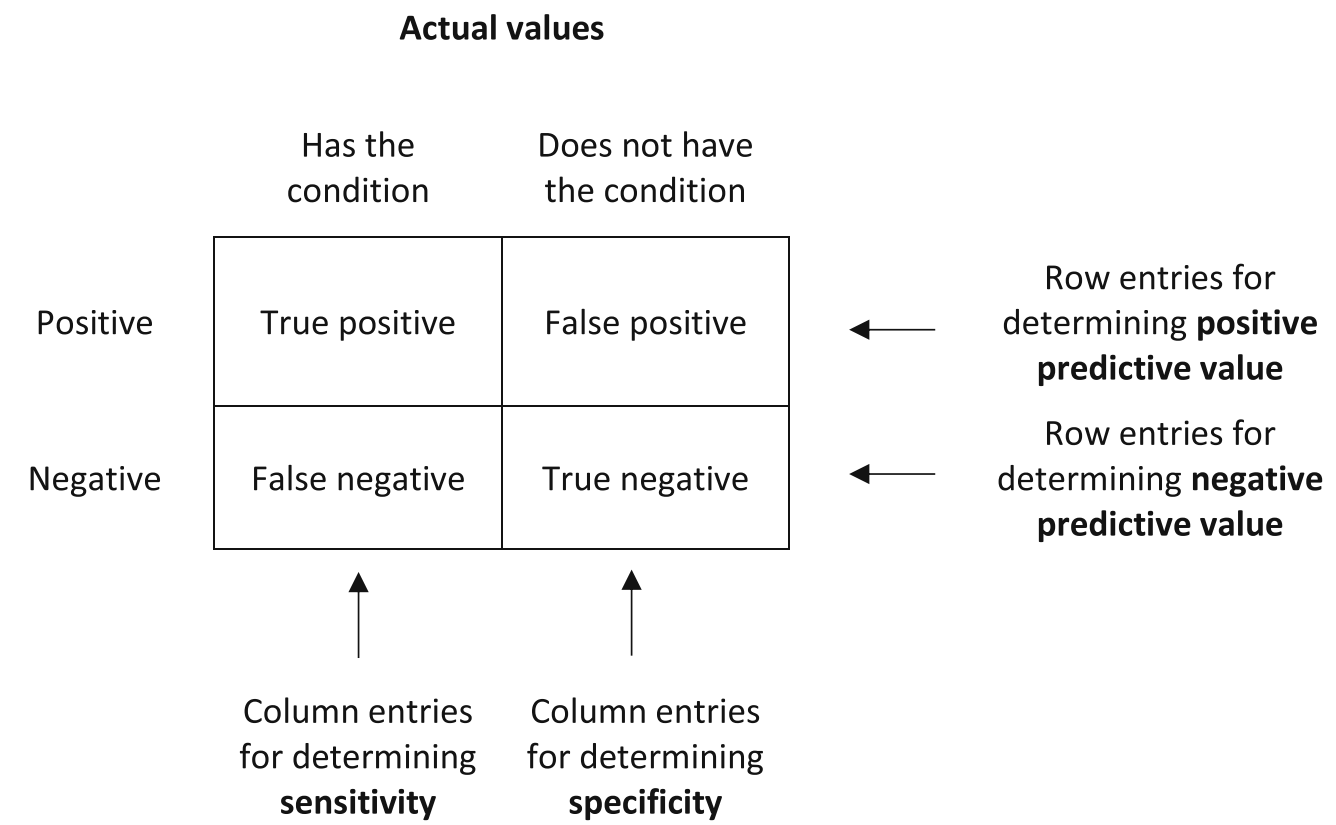 Actual values
Has the
condition
Does not have
the condition
Positive
True positive
False positive
Row entries for
determining positive
predictive value
Negative
False negative
True negative
Row entries for
determining negative
predictive value
Column entries
for determining
sensitivity
Column entries
for determining
specificity